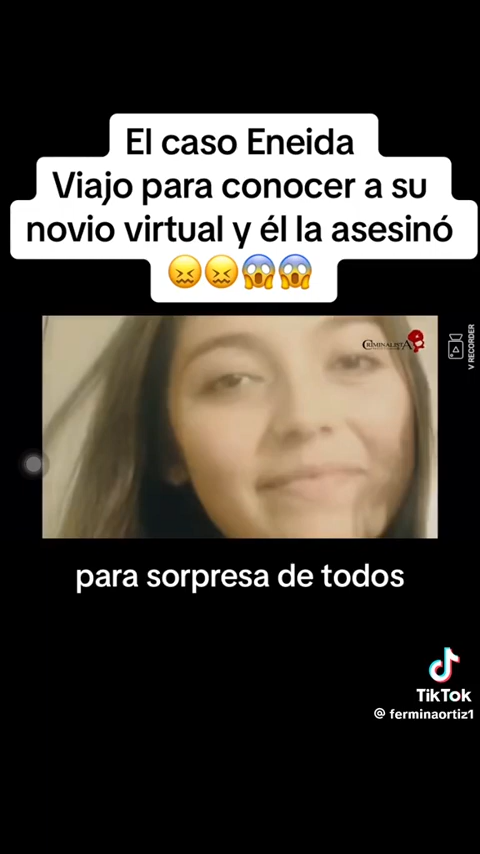 El caso Eneida
Viajo para conocer a su
novio virtual y él la asesinó
😖😖😱😱
CRIMINALISTA
V RECORDER
para sorpresa de todos
TikTok
@ ferminaortiz1